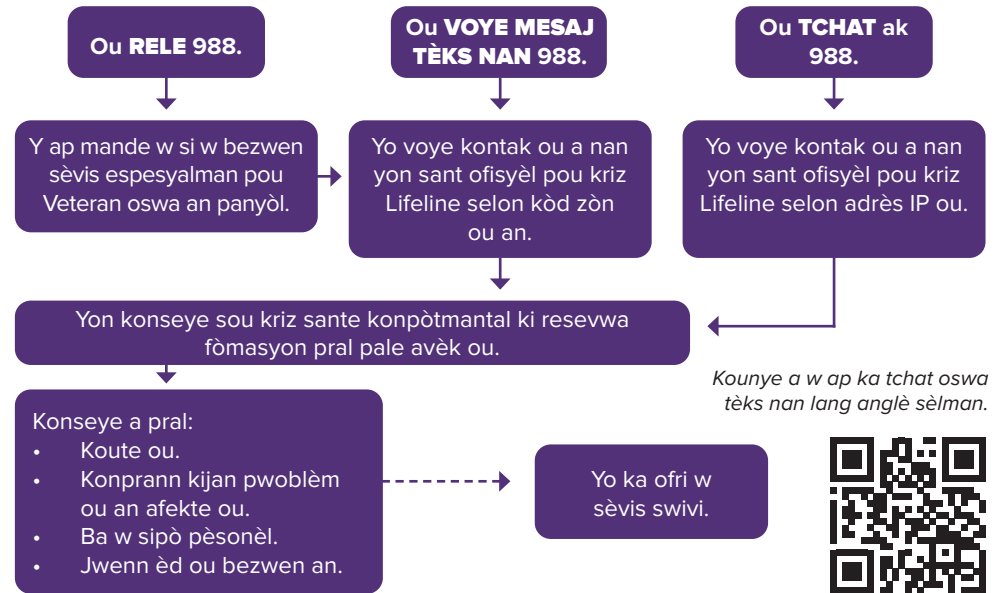 Ou RELE 988.
Ou VOYE MESAJ
TÈKS NAN 988.
Ou TCHAT ak
988.
Y ap mande w si w bezwen
sèvis espesyalman pou
Veteran oswa an panyòl.
Yo voye kontak ou a nan
yon sant ofisyèl pou kriz
Lifeline selon kòd zòn
ou an.
Yo voye kontak ou a nan
yon sant ofisyèl pou kriz
Lifeline selon adrès IP ou.
Yon konseye sou kriz sante konpòtmantal ki resevwa
fòmasyon pral pale avèk ou.
Kounye a w ap ka tchat oswa
tèks nan lang anglè sèlman.
Konseye a pral:
• Koute ou.
• Konprann kijan pwoblèm
ou an afekte ou.
• Ba w sipò pèsonèl.
• Jwenn èd ou bezwen an.
Yo ka ofri w
sèvis swivi.